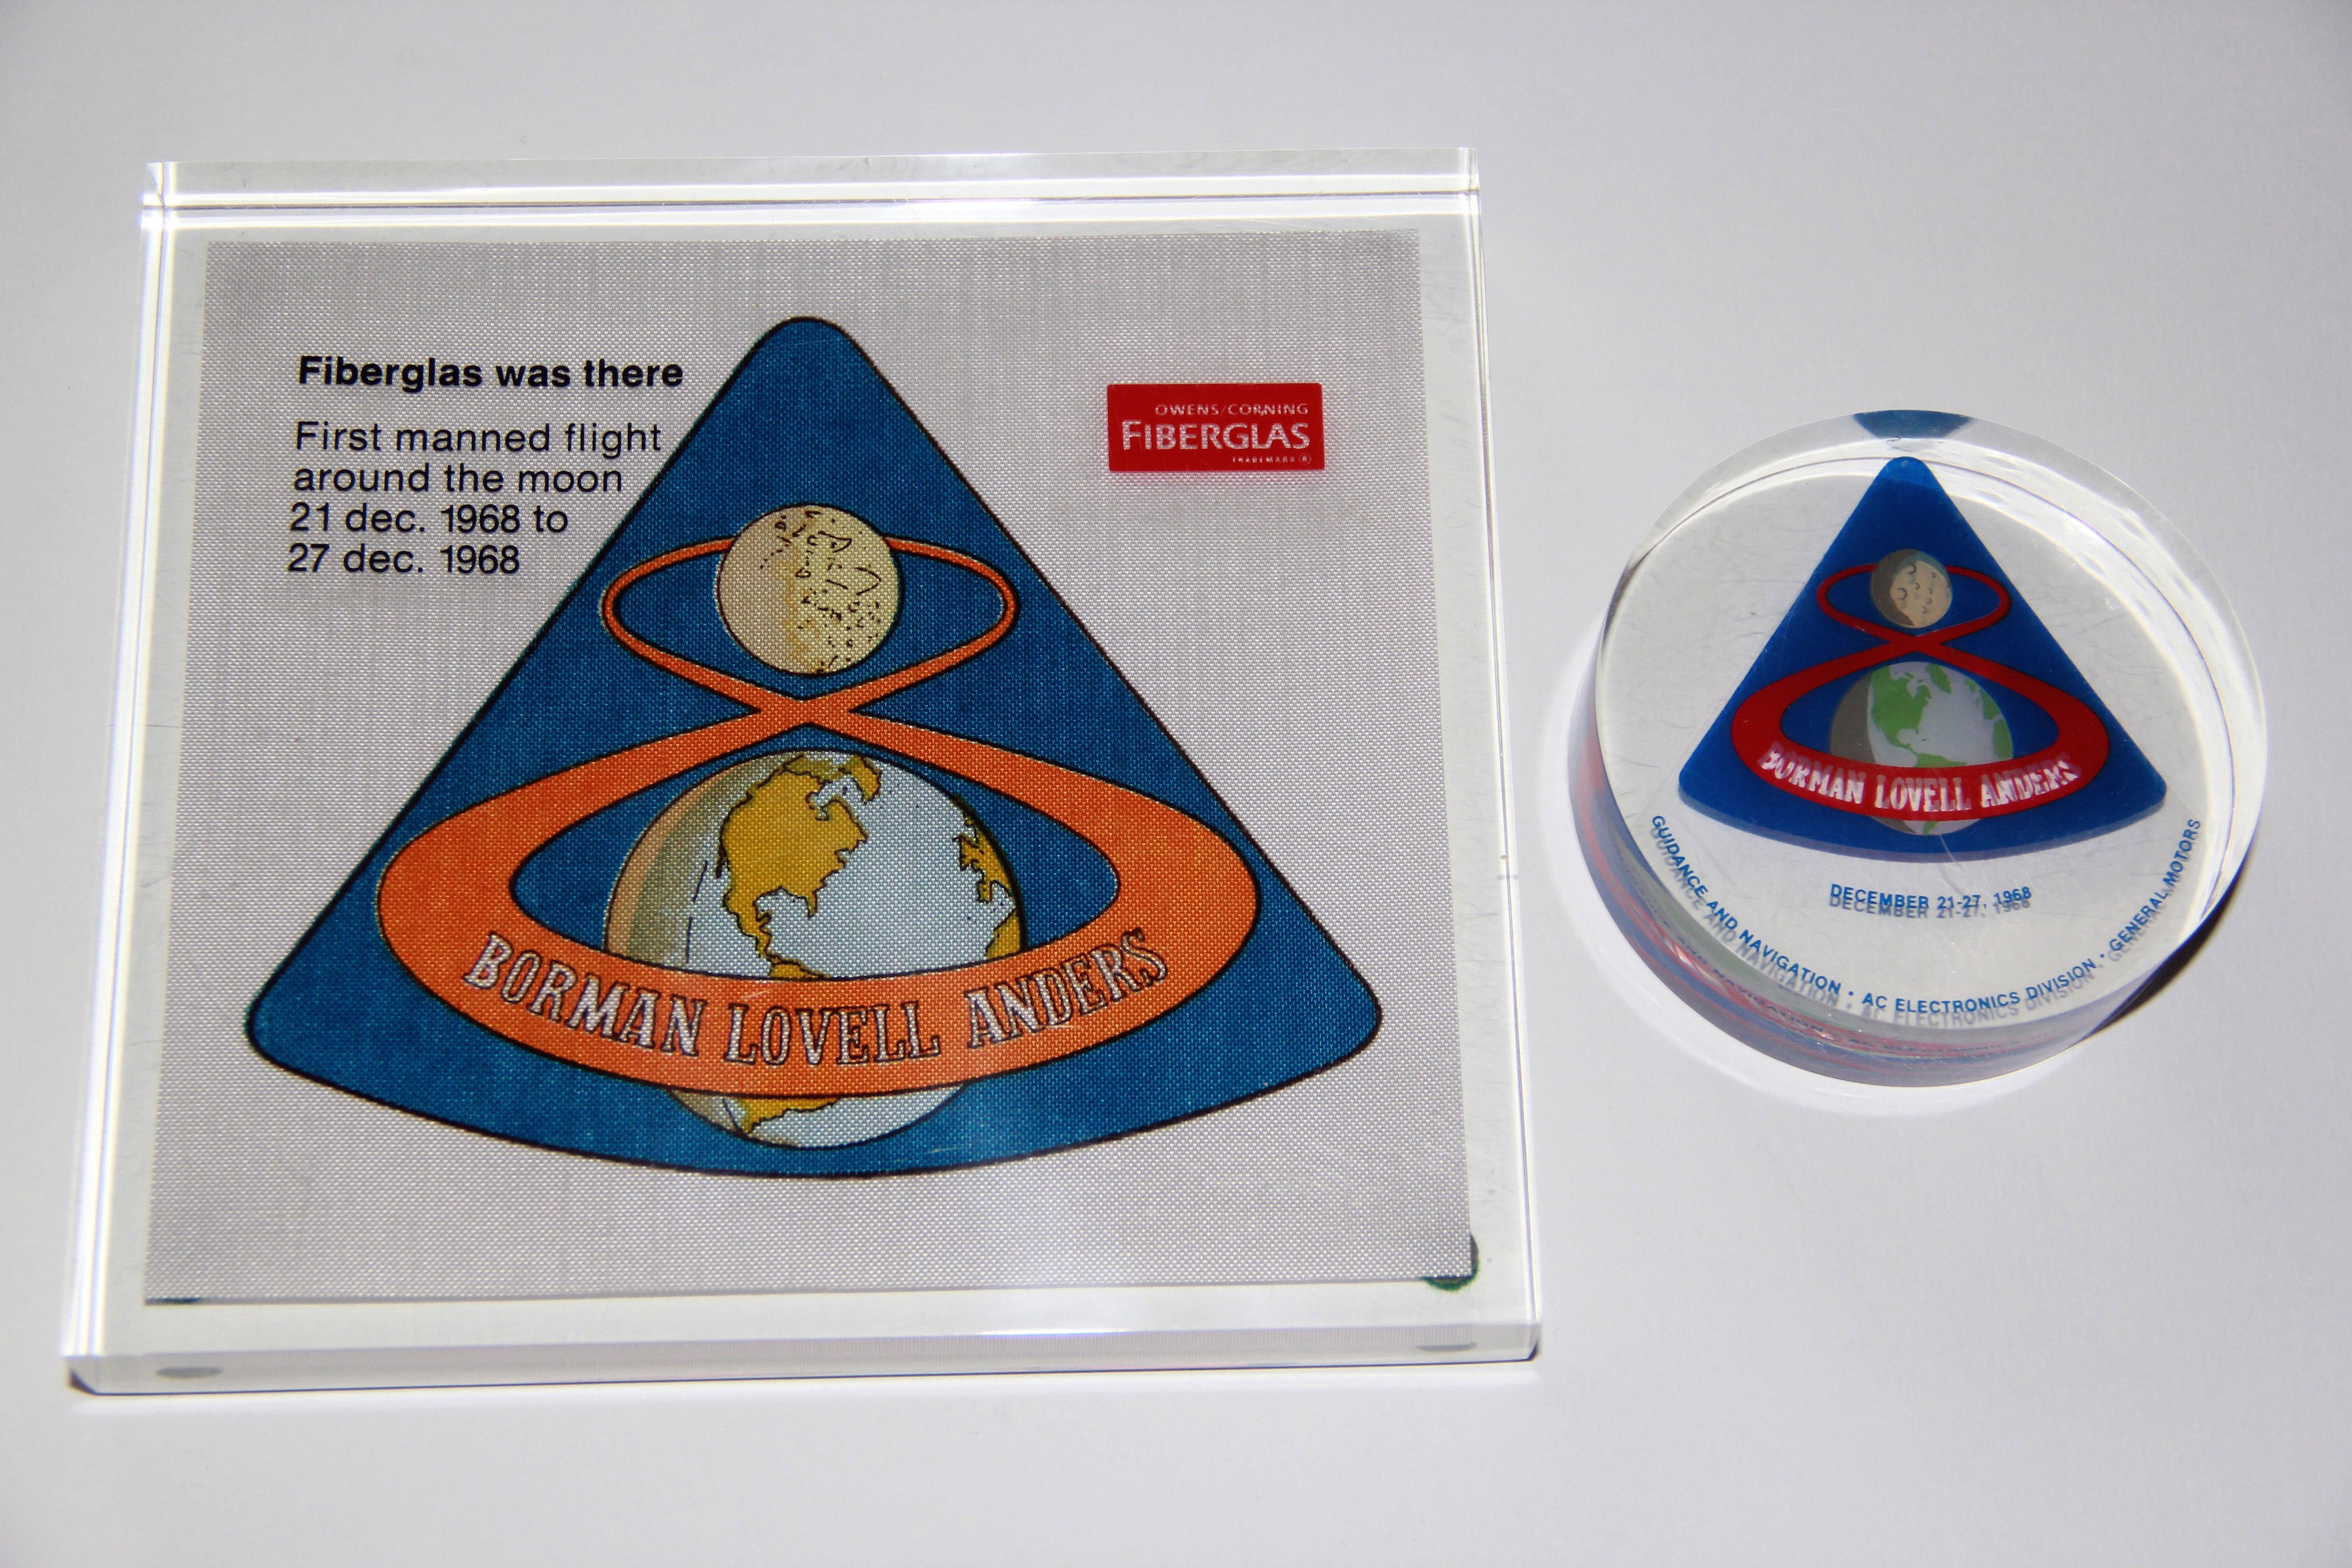 Fiberglas was there
First manned flight
around the moon
21 dec. 1968 to
27 dec. 1968
OWENS/CORNING
FIBERGLAS
TRADEMARK ®
BORMAN LOVELL ANDERS
BORMAN LOVELL ANDERS
DECEMBER 21-27, 1968
GUIDANCE AND NAVIGATION • AC ELECTRONICS DIVISION • GENERAL MOTORS